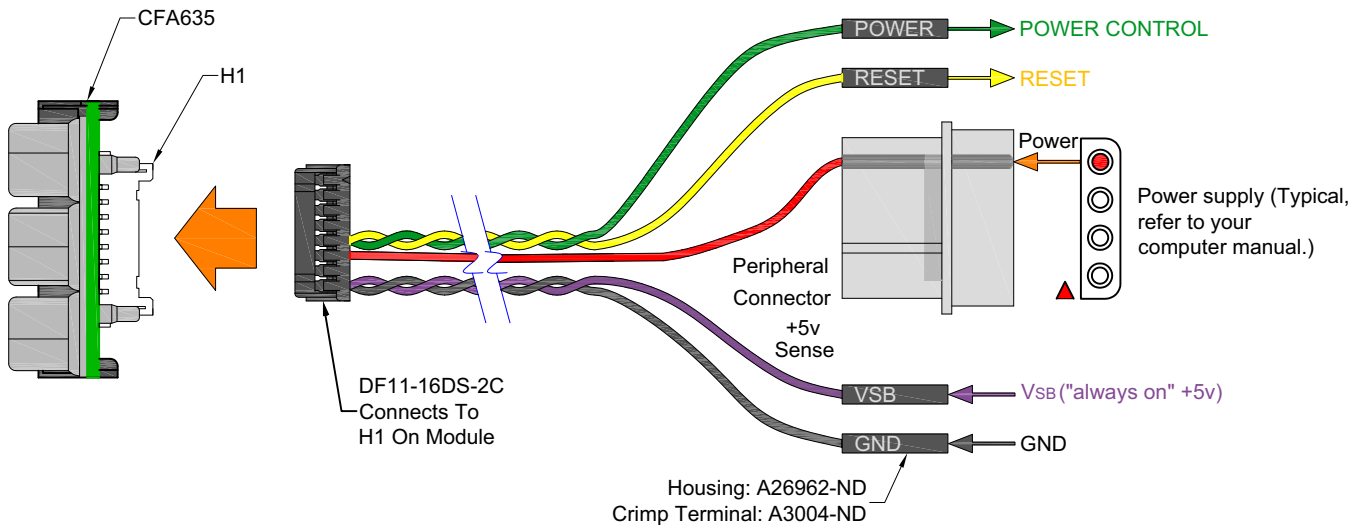 CFA635
H1
POWER
POWER CONTROL
RESET
RESET
Power
Power supply (Typical,
refer to your
computer manual.)
Peripheral
Connector
+5v
Sense
DF11-16DS-2C
Connects To
H1 On Module
VSB
VSB ("always on" +5v)
GND
GND
Housing: A26962-ND
Crimp Terminal: A3004-ND